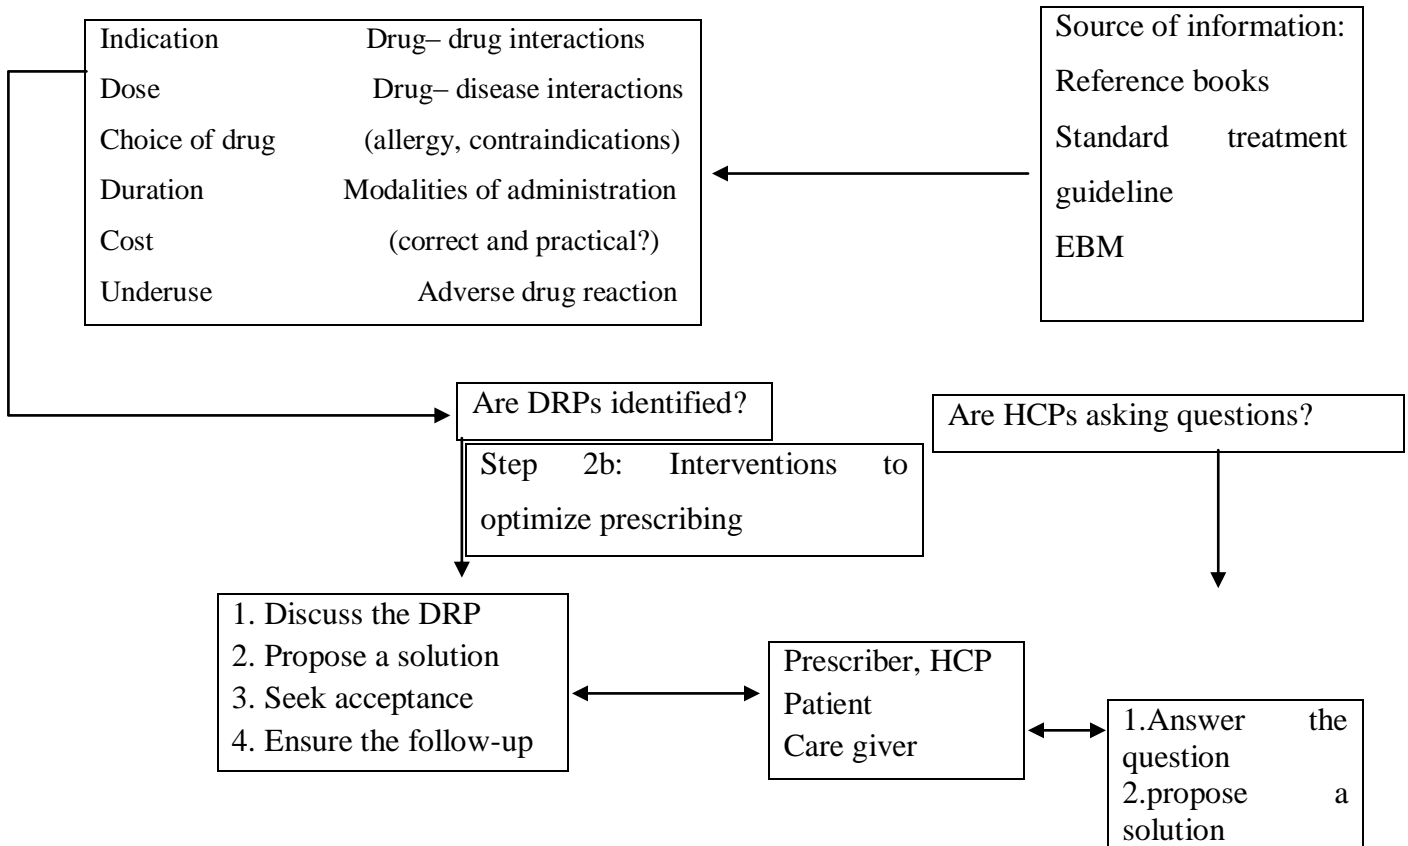 Indication Drug– drug interactions
Dose Drug– disease interactions
Choice of drug (allergy, contraindications)
Duration Modalities of administration
Cost (correct and practical?)
Underuse Adverse drug reaction
Source of information:
Reference books
Standard treatment
guideline
EBM
Are DRPs identified?
Are HCPs asking questions?
Step 2b: Interventions to
optimize prescribing
1. Discuss the DRP
2. Propose a solution
3. Seek acceptance
4. Ensure the follow-up
Prescriber, HCP
Patient
Care giver
1.Answer the
question
2.propose a
solution